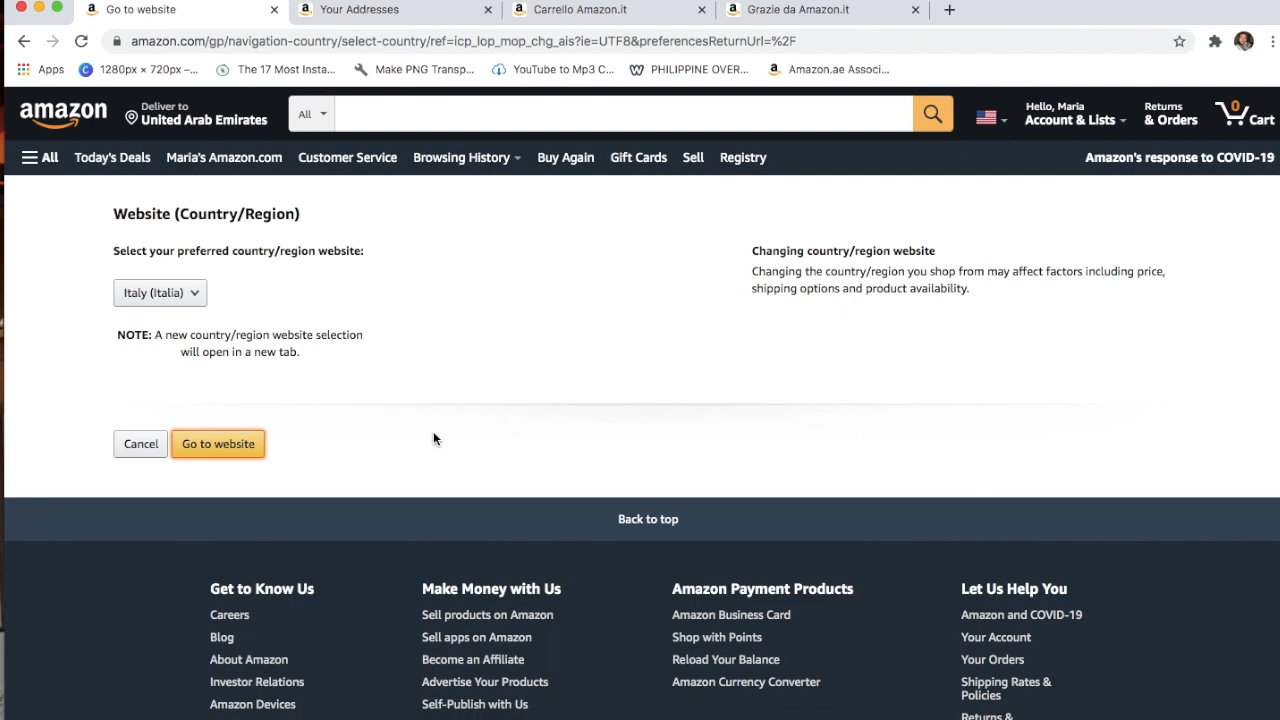 Go to website
Your Addresses
Carrello Amazon.it
Grazie da Amazon.it
amazon.com/gp/navigation-country/select-country/ref=icp_lop_mop_chg_ais?ie=UTF8&preferencesReturnUrl=%2F
Apps
1280px × 720px –...
The 17 Most Insta...
Make PNG Transp...
YouTube to Mp3 C...
PHILIPPINE OVER...
Amazon.ae Associ...
amazon
Deliver to
United Arab Emirates
All
Hello, Maria
Account & Lists
Returns
& Orders
0
Cart
All
Today's Deals
Maria's Amazon.com
Customer Service
Browsing History
Buy Again
Gift Cards
Sell
Registry
Amazon's response to COVID-19
Website (Country/Region)
Select your preferred country/region website:
Italy (Italia)
NOTE: A new country/region website selection
will open in a new tab.
Changing country/region website
Changing the country/region you shop from may affect factors including price,
shipping options and product availability.
Cancel
Go to website
Back to top
Get to Know Us
Careers
Blog
About Amazon
Investor Relations
Amazon Devices
Make Money with Us
Sell products on Amazon
Sell apps on Amazon
Become an Affiliate
Advertise Your Products
Self-Publish with Us
Amazon Payment Products
Amazon Business Card
Shop with Points
Reload Your Balance
Amazon Currency Converter
Let Us Help You
Amazon and COVID-19
Your Account
Your Orders
Shipping Rates &
Policies
Returns &